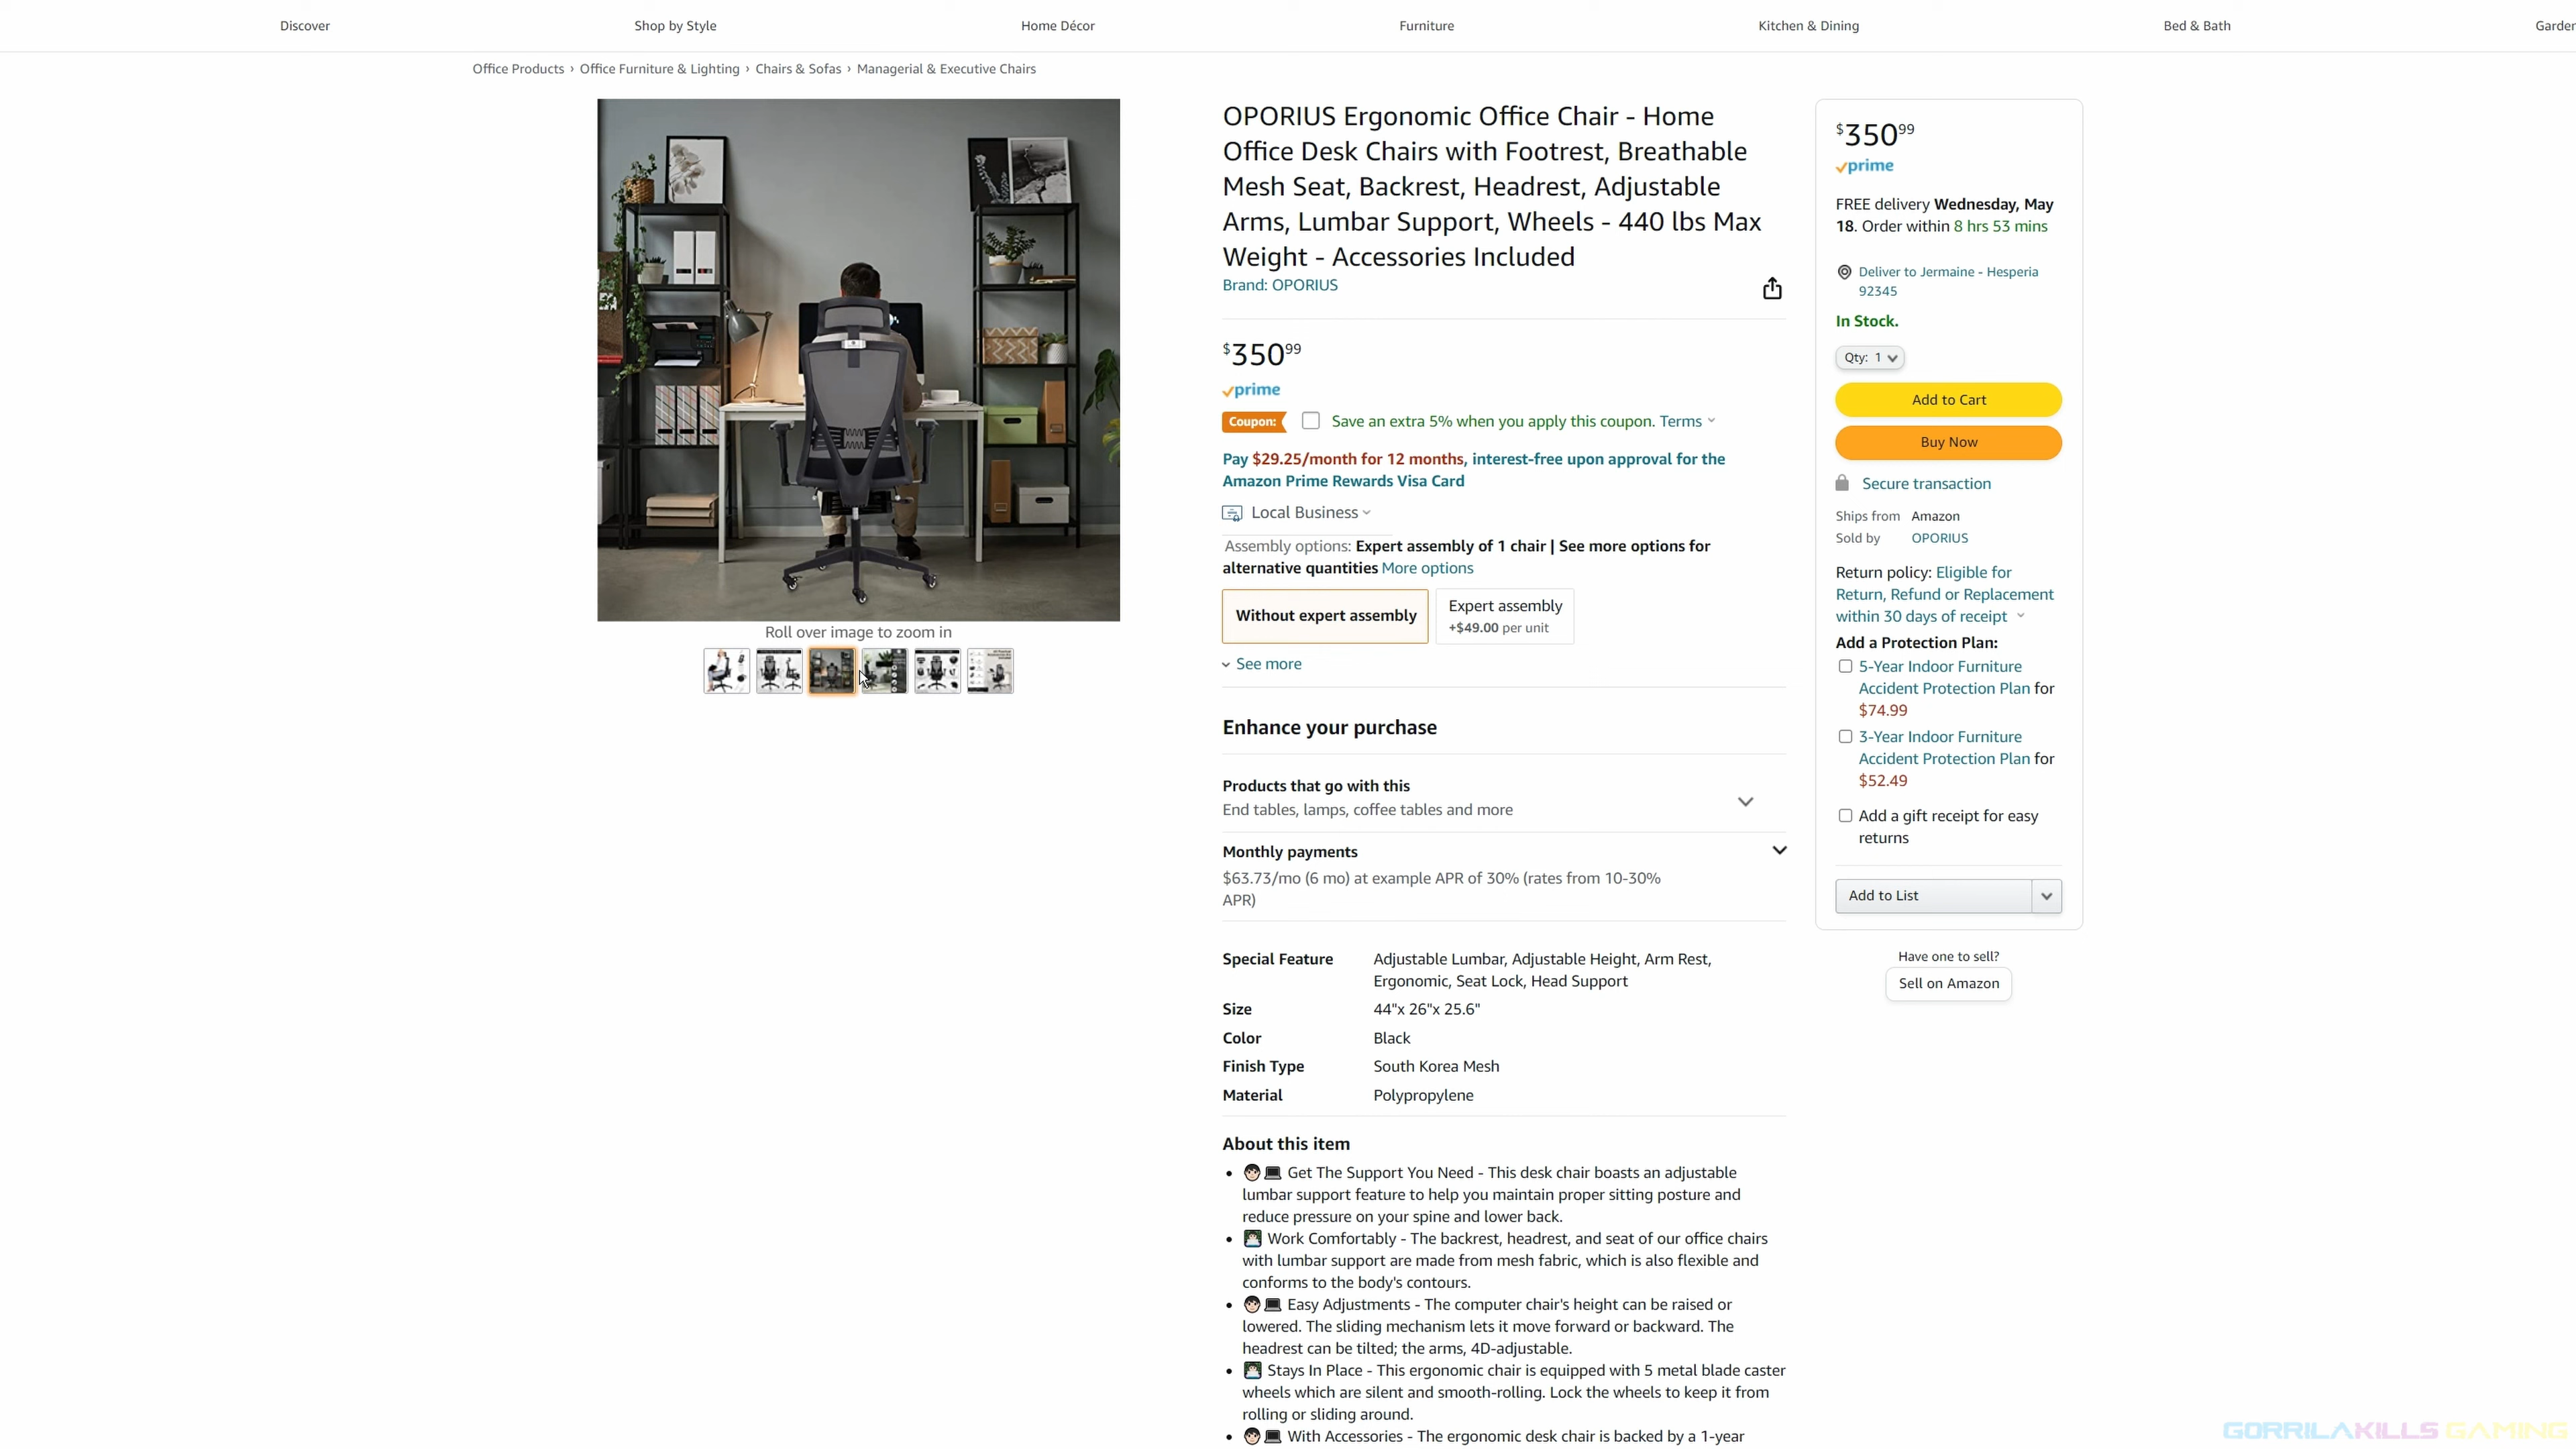 Discover
Shop by Style
Home Décor
Furniture
Kitchen & Dining
Bed & Bath
Garden
Office Products › Office Furniture & Lighting › Chairs & Sofas › Managerial & Executive Chairs
Roll over image to zoom in
OPORIUS Ergonomic Office Chair - Home
Office Desk Chairs with Footrest, Breathable
Mesh Seat, Backrest, Headrest, Adjustable
Arms, Lumbar Support, Wheels - 440 lbs Max
Weight - Accessories Included
Brand: OPORIUS
$350.99
prime
Coupon: Save an extra 5% when you apply this coupon. Terms
Pay $29.25/month for 12 months, interest-free upon approval for the
Amazon Prime Rewards Visa Card
Local Business
Assembly options: Expert assembly of 1 chair | See more options for
alternative quantities More options
Without expert assembly
Expert assembly
+$49.00 per unit
See more
Enhance your purchase
Products that go with this
End tables, lamps, coffee tables and more
Monthly payments
$63.73/mo (6 mo) at example APR of 30% (rates from 10-30%
APR)
Special Feature Adjustable Lumbar, Adjustable Height, Arm Rest,
Ergonomic, Seat Lock, Head Support
Size 44"x 26"x 25.6"
Color Black
Finish Type South Korea Mesh
Material Polypropylene
About this item
• 👨🏻💻 Get The Support You Need - This desk chair boasts an adjustable
lumbar support feature to help you maintain proper sitting posture and
reduce pressure on your spine and lower back.
• Work Comfortably - The backrest, headrest, and seat of our office chairs
with lumbar support are made from mesh fabric, which is also flexible and
conforms to the body's contours.
• 👨🏻💻 Easy Adjustments - The computer chair's height can be raised or
lowered. The sliding mechanism lets it move forward or backward. The
headrest can be tilted; the arms, 4D-adjustable.
• Stays In Place - This ergonomic chair is equipped with 5 metal blade caster
wheels which are silent and smooth-rolling. Lock the wheels to keep it from
rolling or sliding around.
• 👨🏻💻 With Accessories - The ergonomic desk chair is backed by a 1-year
$350.99
prime
FREE delivery Wednesday, May
18. Order within 8 hrs 53 mins
Deliver to Jermaine - Hesperia
92345
In Stock.
Qty: 1
Add to Cart
Buy Now
Secure transaction
Ships from Amazon
Sold by OPORIUS
Return policy: Eligible for
Return, Refund or Replacement
within 30 days of receipt
Add a Protection Plan:
5-Year Indoor Furniture
Accident Protection Plan for
$74.99
3-Year Indoor Furniture
Accident Protection Plan for
$52.49
Add a gift receipt for easy
returns
Add to List
Have one to sell?
Sell on Amazon
GORRILAKILLS GAMING